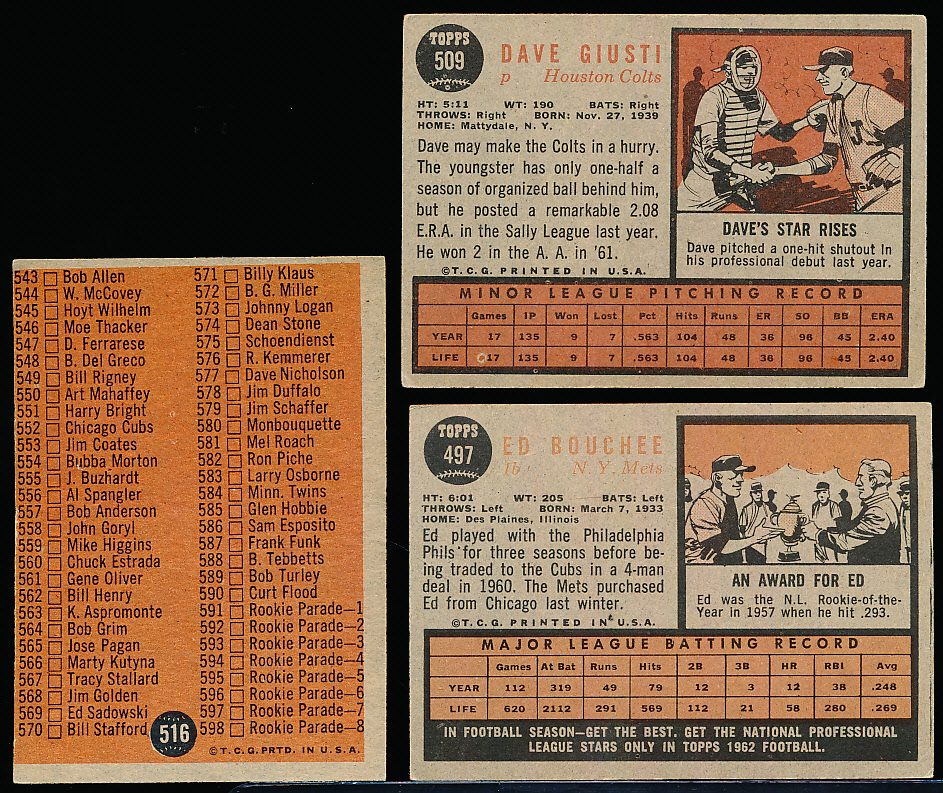 543 Bob Allen
544 W. McCovey
545 Hoyt Wilhelm
546 Moe Thacker
547 D. Ferrarese
548 B. Del Greco
549 Bill Rigney
550 Art Mahaffey
551 Harry Bright
552 Chicago Cubs
553 Jim Coates
554 Bubba Morton
555 J. Buzhardt
556 Al Spangler
557 Bob Anderson
558 John Goryl
559 Mike Higgins
560 Chuck Estrada
561 Gene Oliver
562 Bill Henry
563 K. Aspromonte
564 Bob Grim
565 Jose Pagan
566 Marty Kutyna
567 Tracy Stallard
568 Jim Golden
569 Ed Sadowski
570 Bill Stafford
571 Billy Klaus
572 B. G. Miller
573 Johnny Logan
574 Dean Stone
575 Schoendienst
576 R. Kemmerer
577 Dave Nicholson
578 Jim Duffalo
579 Jim Schaffer
580 Monbouquette
581 Mel Roach
582 Ron Piche
583 Larry Osborne
584 Minn. Twins
585 Glen Hobbie
586 Sam Esposito
587 Frank Funk
588 B. Tebbetts
589 Bob Turley
590 Curt Flood
591 Rookie Parade—1
592 Rookie Parade—2
593 Rookie Parade—3
594 Rookie Parade—4
595 Rookie Parade—5
596 Rookie Parade—6
597 Rookie Parade—7
598 Rookie Parade—8
516
©T.C.G. PRTD. IN U.S.A.
TOPPS
509
DAVE GIUSTI
p Houston Colts
HT: 5:11 WT: 190 BATS: Right
THROWS: Right BORN: Nov. 27, 1939
HOME: Mattydale, N. Y.
Dave may make the Colts in a hurry.
The youngster has only one-half a
season of organized ball behind him,
but he posted a remarkable 2.08
E.R.A. in the Sally League last year.
He won 2 in the A. A. in '61.
©T.C.G. PRINTED IN U.S.A.
DAVE'S STAR RISES
Dave pitched a one-hit shutout in
his professional debut last year.
MINOR LEAGUE PITCHING RECORD
Games IP Won Lost Pct Hits Runs ER SO BB ERA
YEAR 17 135 9 7 .563 104 48 36 96 45 2.40
LIFE 17 135 9 7 .563 104 48 36 96 45 2.40
TOPPS
497
ED BOUCHEE
1b N. Y. Mets
HT: 6:01 WT: 205 BATS: Left
THROWS: Left BORN: March 7, 1933
HOME: Des Plaines, Illinois
Ed played with the Philadelphia
Phils for three seasons before be-
ing traded to the Cubs in a 4-man
deal in 1960. The Mets purchased
Ed from Chicago last winter.
©T.C.G. PRINTED IN U.S.A.
AN AWARD FOR ED
Ed was the N.L. Rookie-of-the-
Year in 1957 when he hit .293.
MAJOR LEAGUE BATTING RECORD
Games At Bat Runs Hits 2B 3B HR RBI Avg
YEAR 112 319 49 79 12 3 12 38 .248
LIFE 620 2112 291 569 112 21 58 280 .269
IN FOOTBALL SEASON—GET THE BEST. GET THE NATIONAL PROFESSIONAL
LEAGUE STARS ONLY IN TOPPS 1962 FOOTBALL.